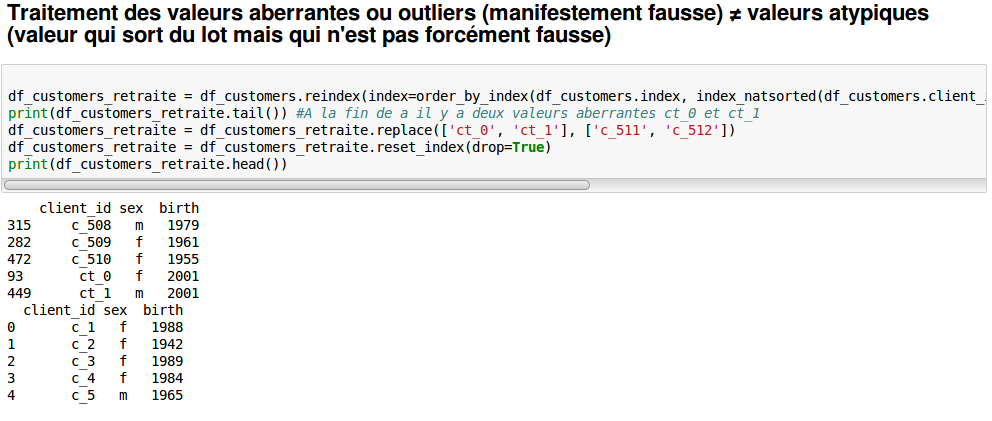 Traitement des valeurs aberrantes ou outliers (manifestement fausse) ≠ valeurs atypiques
(valeur qui sort du lot mais qui n'est pas forcément fausse)
df_customers_retraite = df_customers.reindex(index=order_by_index(df_customers.index, index_natsorted(df_customers.client_
print(df_customers_retraite.tail()) #A la fin de a il y a deux valeurs aberrantes ct_0 et ct_1
df_customers_retraite = df_customers_retraite.replace(['ct_0', 'ct_1'], ['c_511', 'c_512'])
df_customers_retraite = df_customers_retraite.reset_index(drop=True)
print(df_customers_retraite.head())
client_id sex birth
315 c_508 m 1979
282 c_509 f 1961
472 c_510 f 1955
93 ct_0 f 2001
449 ct_1 m 2001
client_id sex birth
0 c_1 f 1988
1 c_2 f 1942
2 c_3 f 1989
3 c_4 f 1984
4 c_5 m 1965